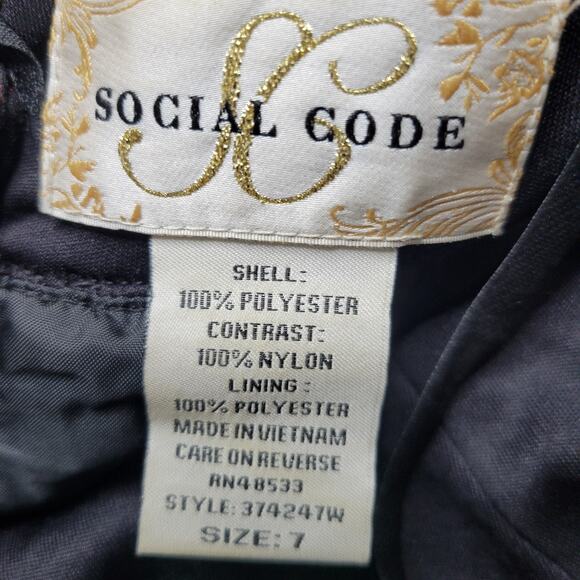 SOCIAL CODE
SC
SHELL:
100% POLYESTER
CONTRAST:
100% NYLON
LINING:
100% POLYESTER
MADE IN VIETNAM
CARE ON REVERSE
RN48533
STYLE: 374247W
SIZE: 7